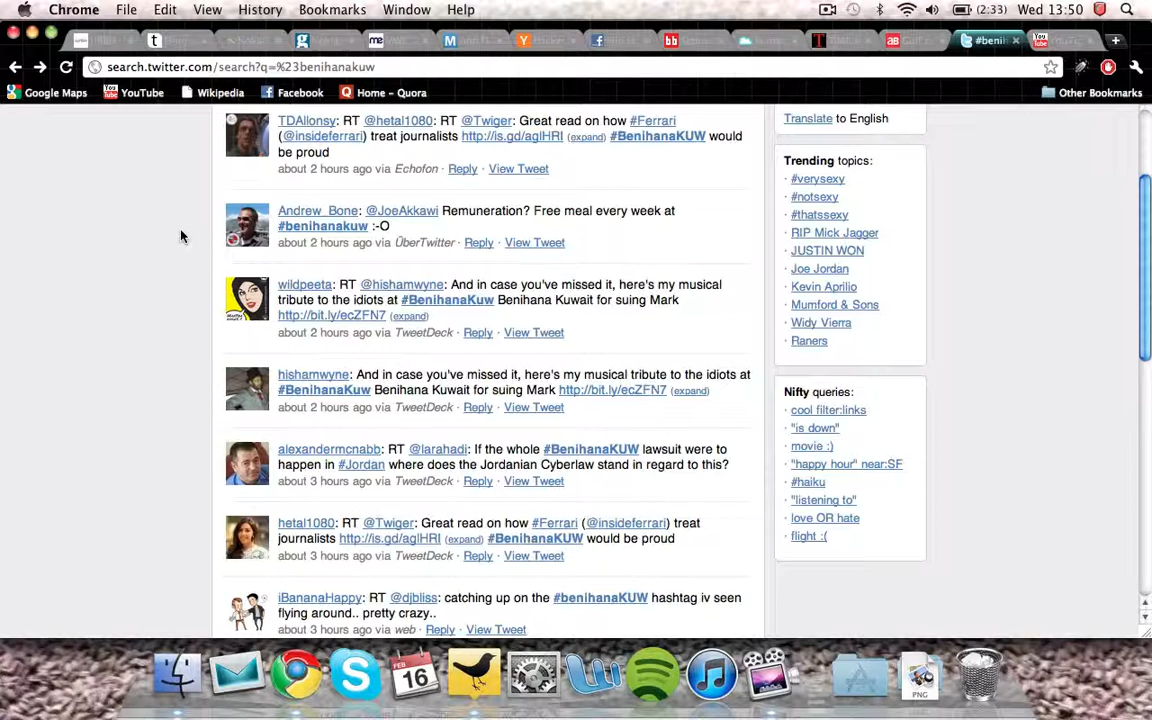 Chrome File Edit View History Bookmarks Window Help (2:33) Wed 13:50
#beni
search.twitter.com/search?q=%23benihanakuw
Google Maps YouTube Wikipedia Facebook Home - Quora Other Bookmarks
TDAllonsy: RT @hetal1080: RT @Twiger: Great read on how #Ferrari
(@insideferrari) treat journalists http://is.gd/aglHRI (expand) #BenihanaKUW would
be proud
about 2 hours ago via Echofon · Reply · View Tweet
Andrew_Bone: @JoeAkkawi Remuneration? Free meal every week at
#benihanakuw :-O
about 2 hours ago via ÜberTwitter · Reply · View Tweet
wildpeeta: RT @hishamwyne: And in case you've missed it, here's my musical
tribute to the idiots at #BenihanaKuw Benihana Kuwait for suing Mark
http://bit.ly/ecZFN7 (expand)
about 2 hours ago via TweetDeck · Reply · View Tweet
hishamwyne: And in case you've missed it, here's my musical tribute to the idiots at
#BenihanaKuw Benihana Kuwait for suing Mark http://bit.ly/ecZFN7 (expand)
about 2 hours ago via TweetDeck · Reply · View Tweet
alexandermcnabb: RT @larahadi: If the whole #BenihanaKUW lawsuit were to
happen in #Jordan where does the Jordanian Cyberlaw stand in regard to this?
about 3 hours ago via TweetDeck · Reply · View Tweet
hetal1080: RT @Twiger: Great read on how #Ferrari (@insideferrari) treat
journalists http://is.gd/aglHRI (expand) #BenihanaKUW would be proud
about 3 hours ago via TweetDeck · Reply · View Tweet
iBananaHappy: RT @djbliss: catching up on the #benihanaKUW hashtag iv seen
flying around.. pretty crazy..
about 3 hours ago via web · Reply · View Tweet
Translate to English
Trending topics:
· #verysexy
· #notsexy
· #thatssexy
· RIP Mick Jagger
· JUSTIN WON
· Joe Jordan
· Kevin Aprilio
· Mumford & Sons
· Widy Vierra
· Raners
Nifty queries:
· cool filter:links
· "is down"
· movie :)
· "happy hour" near:SF
· #haiku
· "listening to"
· love OR hate
· flight :(
FEB
16
PNG